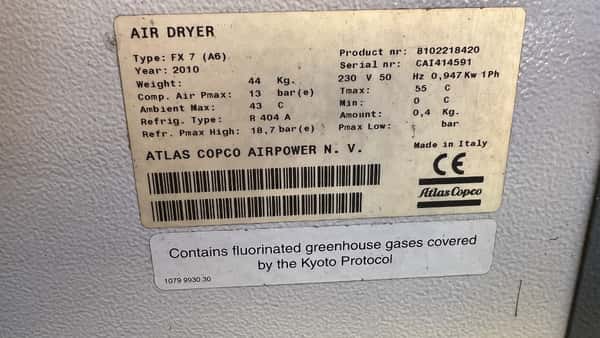 AIR DRYER
Type: FX 7 (A6) Product nr: 8102218420
Year: 2010 Serial nr: CAI414591
Weight: 44 Kg. 230 V 50 Hz 0,947Kw 1Ph
Comp. Air Pmax: 13 bar(e) Tmax: 55 C
Ambient Max: 43 C Min: 0 C
Refrig. Type: R 404 A Amount: 0,4 Kg.
Refr. Pmax High: 18,7 bar(e) Pmax Low: bar
ATLAS COPCO AIRPOWER N. V. Made in Italy
CE
Atlas Copco
Contains fluorinated greenhouse gases covered
by the Kyoto Protocol
1079 9930 30